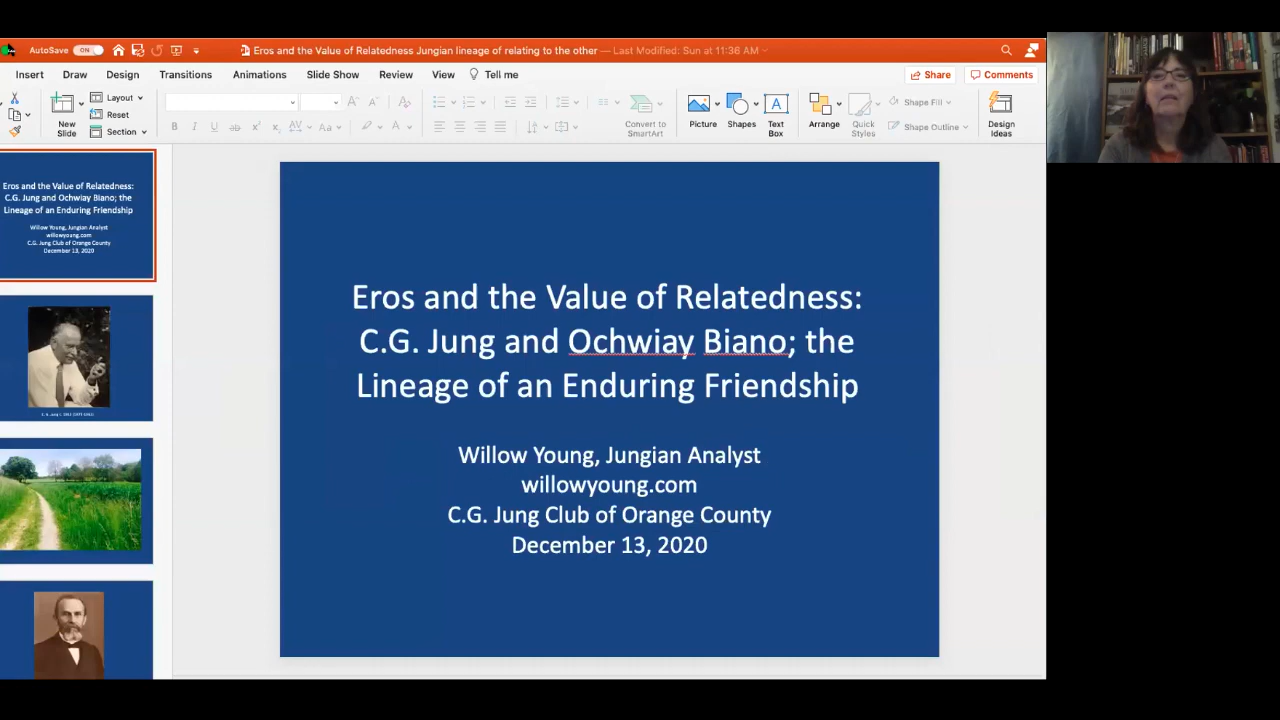 AutoSave ON
Eros and the Value of Relatedness Jungian lineage of relating to the other — Last Modified: Sun at 11:36 AM
Insert Draw Design Transitions Animations Slide Show Review View Tell me Share Comments
New Slide
Layout
Reset
Section
B I U ab x² x₂ AV Aa A
Convert to SmartArt
Picture
Shapes
Text Box
Arrange
Quick Styles
Shape Fill
Shape Outline
Design Ideas
Eros and the Value of Relatedness:
C.G. Jung and Ochwiay Biano; the
Lineage of an Enduring Friendship
Willow Young, Jungian Analyst
willowyoung.com
C.G. Jung Club of Orange County
December 13, 2020
Eros and the Value of Relatedness:
C.G. Jung and Ochwiay Biano; the
Lineage of an Enduring Friendship
Willow Young, Jungian Analyst
willowyoung.com
C.G. Jung Club of Orange County
December 13, 2020